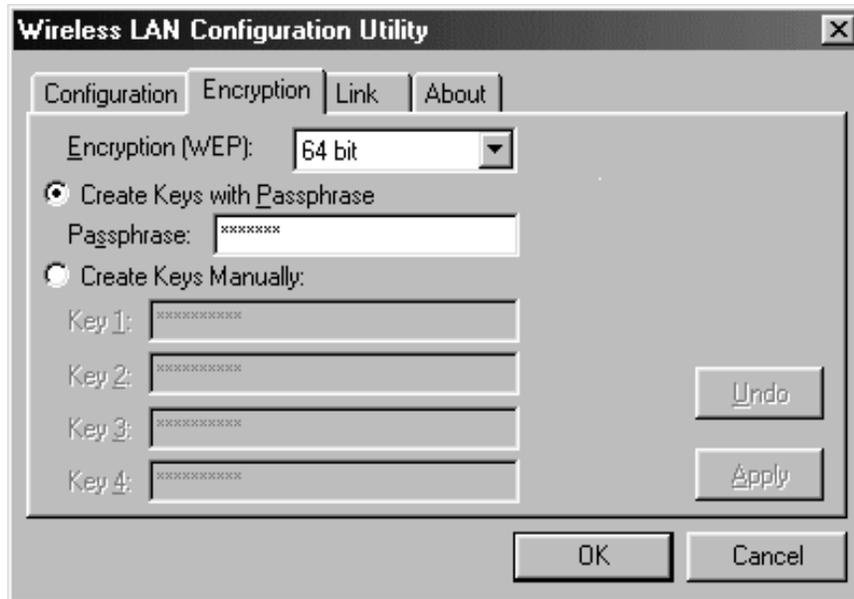 Wireless LAN Configuration Utility
Configuration Encryption Link About
Encryption (WEP): 64 bit
Create Keys with Passphrase
Passphrase: *******
Create Keys Manually:
Key 1: **********
Key 2: **********
Key 3: **********
Key 4: **********
Undo
Apply
OK Cancel